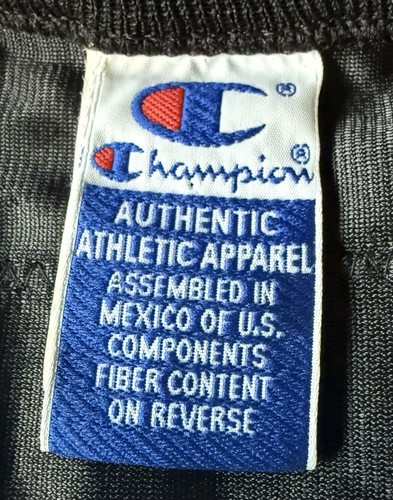 C ®
Champion ®
AUTHENTIC
ATHLETIC APPAREL
ASSEMBLED IN
MEXICO OF U.S.
COMPONENTS
FIBER CONTENT
ON REVERSE